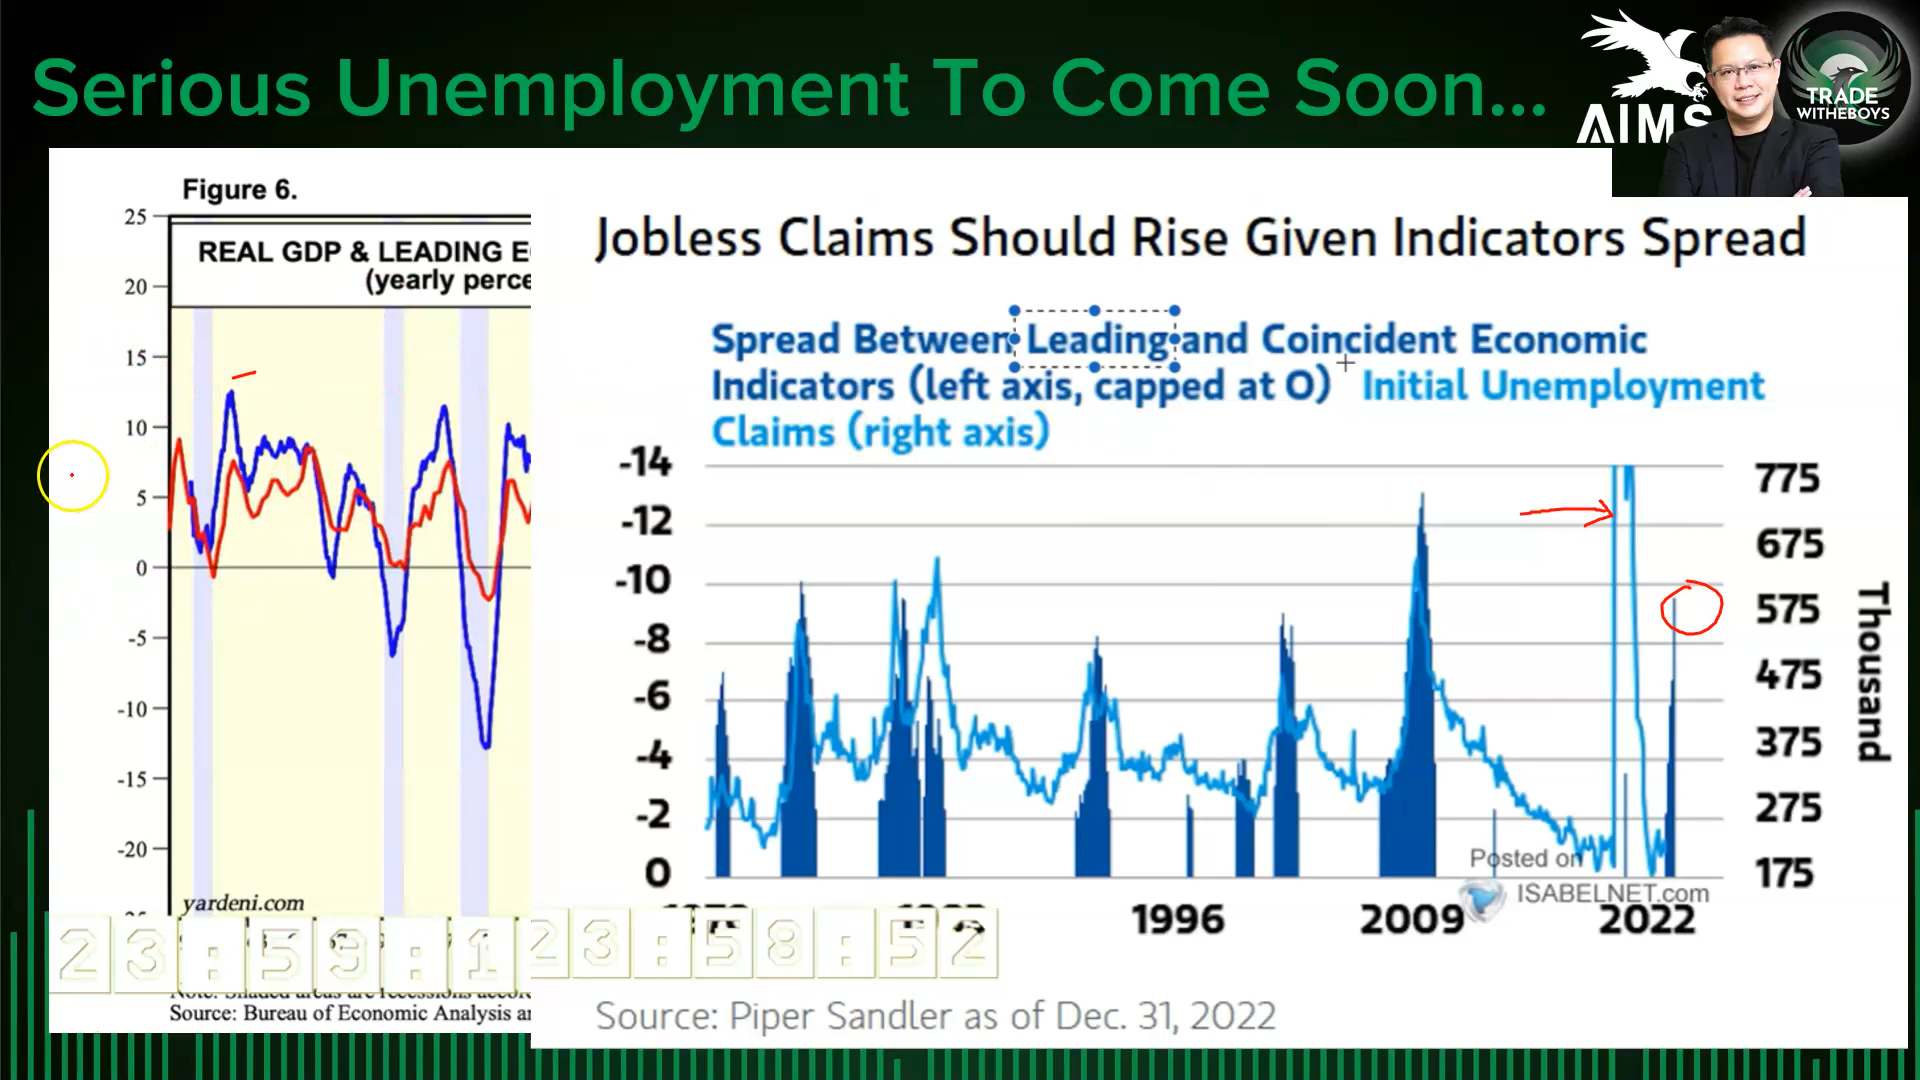 Serious Unemployment To Come Soon...
AIMS
TRADE
WITHEBOYS
Figure 6.
REAL GDP & LEADING
(yearly
25
20
15
10
5
0
-5
-10
-15
-20
yardeni.com
Source: Bureau of Economic Analysis
Jobless Claims Should Rise Given Indicators Spread
Spread Between Leading and Coincident Economic
Indicators (left axis, capped at 0) Initial Unemployment
Claims (right axis)
-14
-12
-10
-8
-6
-4
-2
0
775
675
575
475
375
275
175
Thousand
Posted on
ISABELNET.com
1996
2009
2022
23:59:1
23:58:52
Source: Piper Sandler as of Dec. 31, 2022